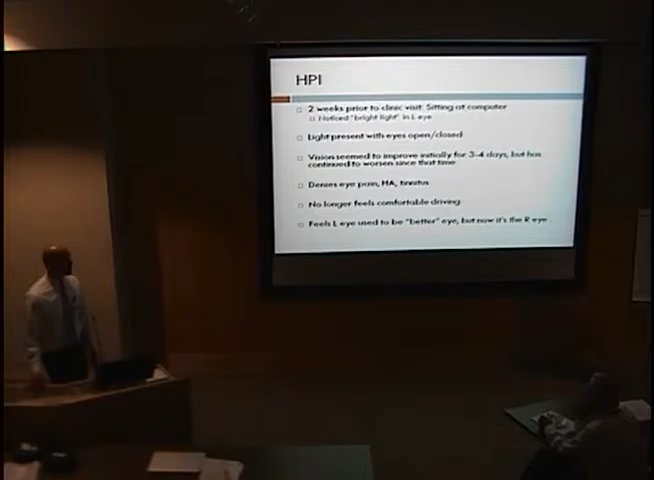 HPI
2 weeks prior to clinic visit: Sitting at computer
Noticed "bright light" in L eye
Light present with eyes open/closed
Vision seemed to improve initially for 3-4 days, but has
continued to worsen since that time
Denies eye pain, HA, tinnitus
No longer feels comfortable driving
Feels L eye used to be "better" eye, but now it's the R eye